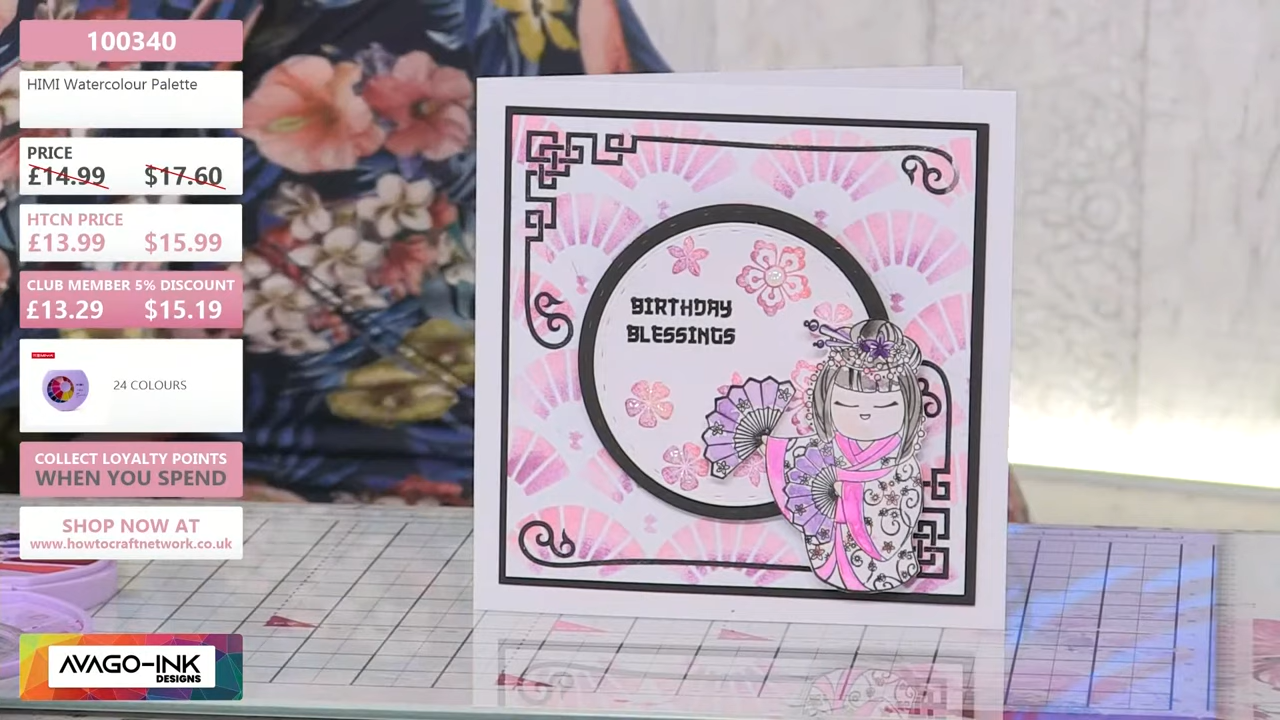 100340
HIMI Watercolour Palette
PRICE
£14.99 $17.60
HTCN PRICE
£13.99 $15.99
CLUB MEMBER 5% DISCOUNT
£13.29 $15.19
24 COLOURS
COLLECT LOYALTY POINTS
WHEN YOU SPEND
SHOP NOW AT
www.howtocraftnetwork.co.uk
AVAGO-INK
DESIGNS
BIRTHDAY
BLESSINGS